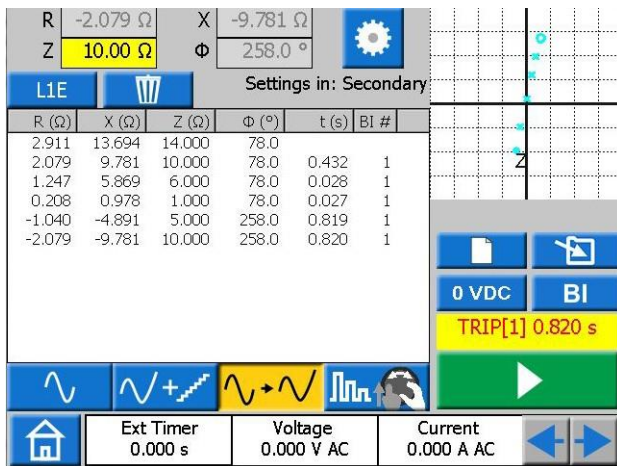 R -2.079 Ω X -9.781 Ω
Z 10.00 Ω Φ 258.0 °
L1E Settings in: Secondary
R (Ω) X (Ω) Z (Ω) Φ (°) t (s) BI #
2.911 13.694 14.000 78.0
2.079 9.781 10.000 78.0 0.432 1
1.247 5.869 6.000 78.0 0.028 1
0.208 0.978 1.000 78.0 0.027 1
-1.040 -4.891 5.000 258.0 0.819 1
-2.079 -9.781 10.000 258.0 0.820 1
Z
0 VDC BI
TRIP[1] 0.820 s
Ext Timer Voltage Current
0.000 s 0.000 V AC 0.000 A AC